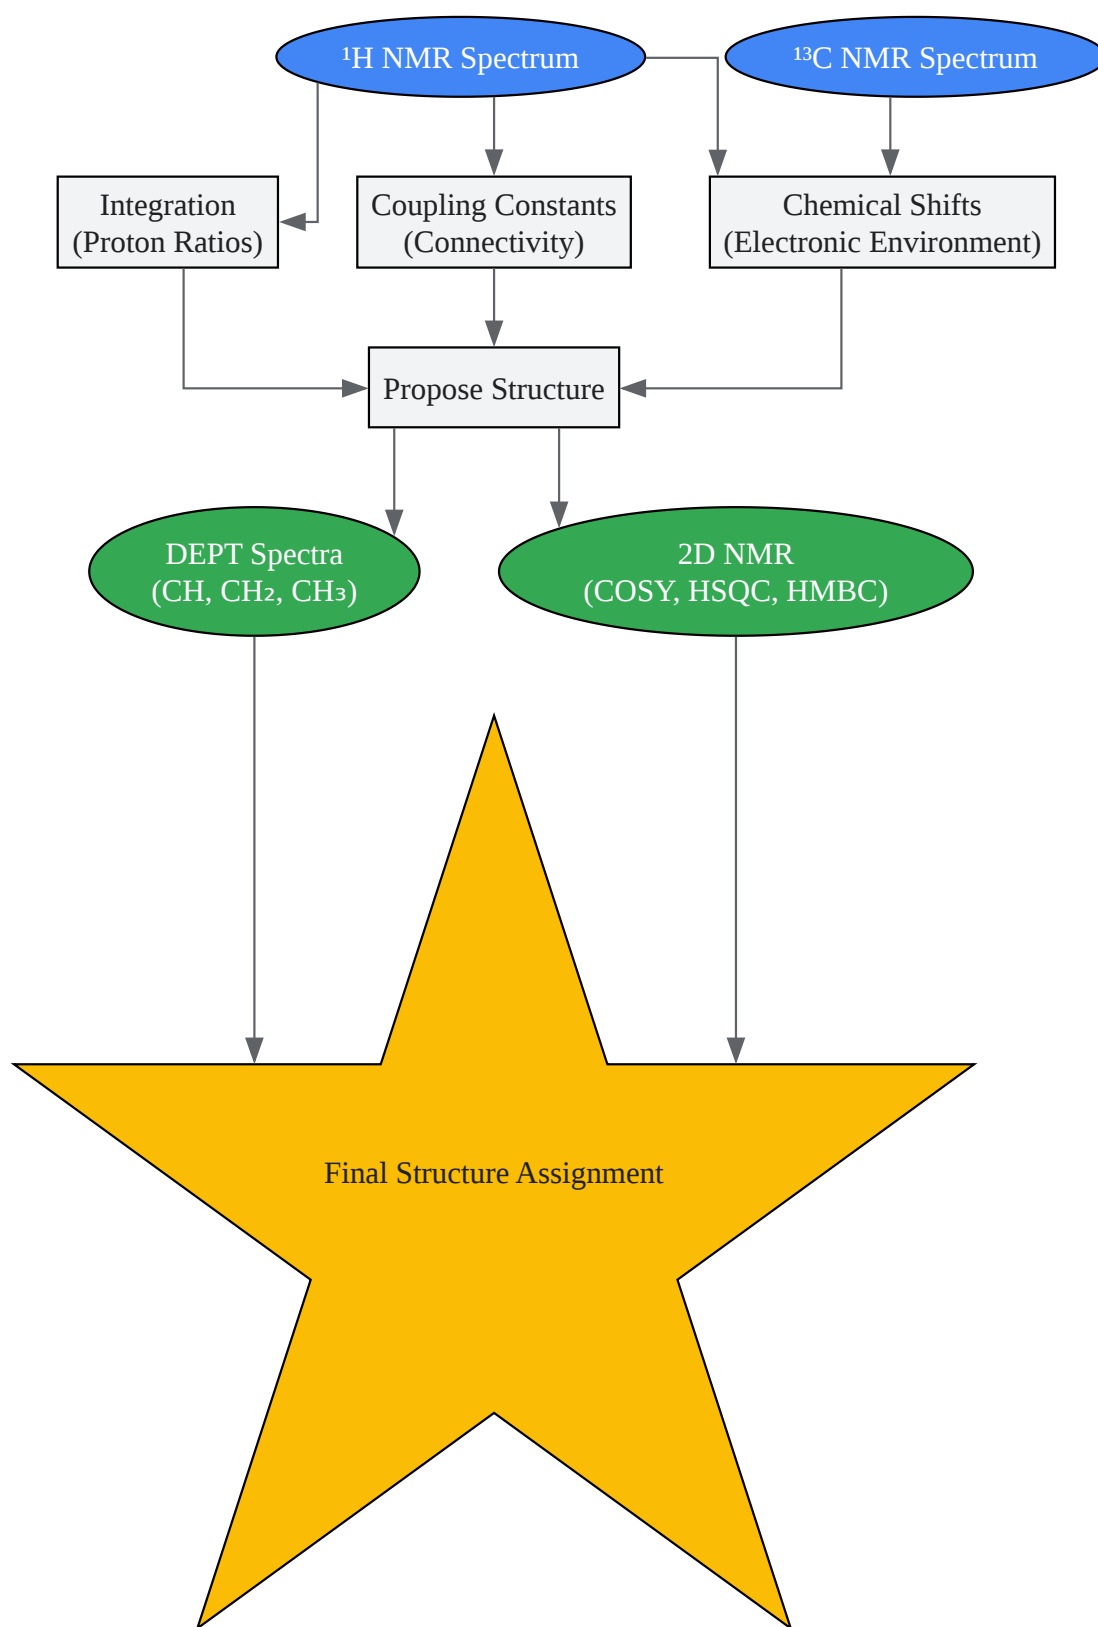 ¹H NMR Spectrum
¹³C NMR Spectrum
Integration
(Proton Ratios)
Coupling Constants
(Connectivity)
Chemical Shifts
(Electronic Environment)
Propose Structure
DEPT Spectra
(CH, CH₂, CH₃)
2D NMR
(COSY, HSQC, HMBC)
Final Structure Assignment